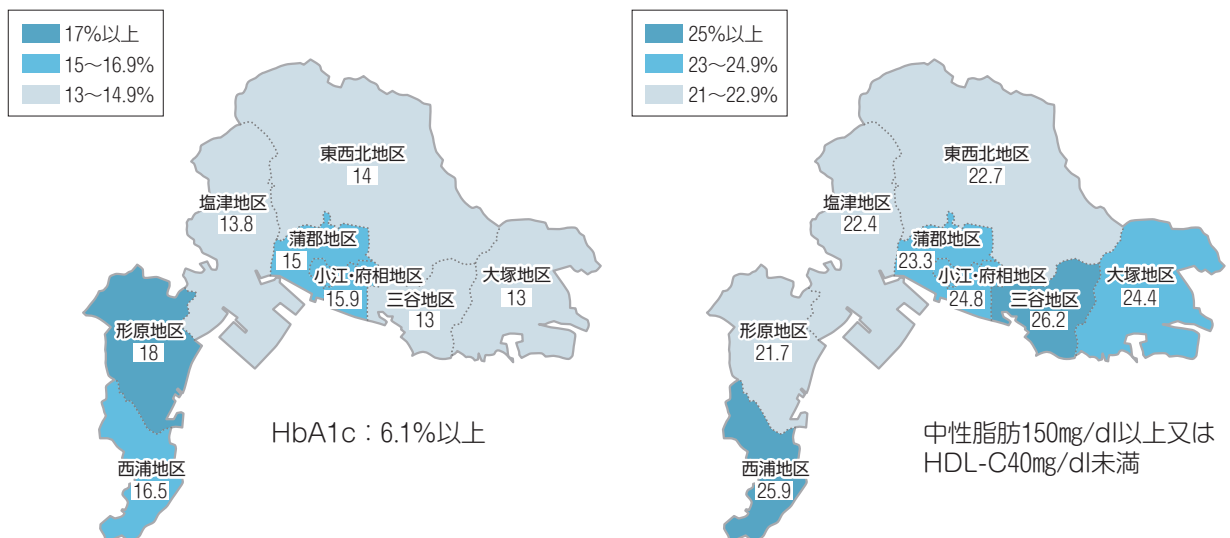 17%以上
15～16.9%
13～14.9%
東西北地区
14
塩津地区
13.8
蒲郡地区
15
小江・府相地区
15.9
三谷地区
13
大塚地区
13
形原地区
18
西浦地区
16.5
HbA1c：6.1%以上
25%以上
23～24.9%
21～22.9%
東西北地区
22.7
塩津地区
22.4
蒲郡地区
23.3
小江・府相地区
24.8
三谷地区
26.2
大塚地区
24.4
形原地区
21.7
西浦地区
25.9
中性脂肪150㎎/dl以上又は
HDL-C40㎎/dl未満